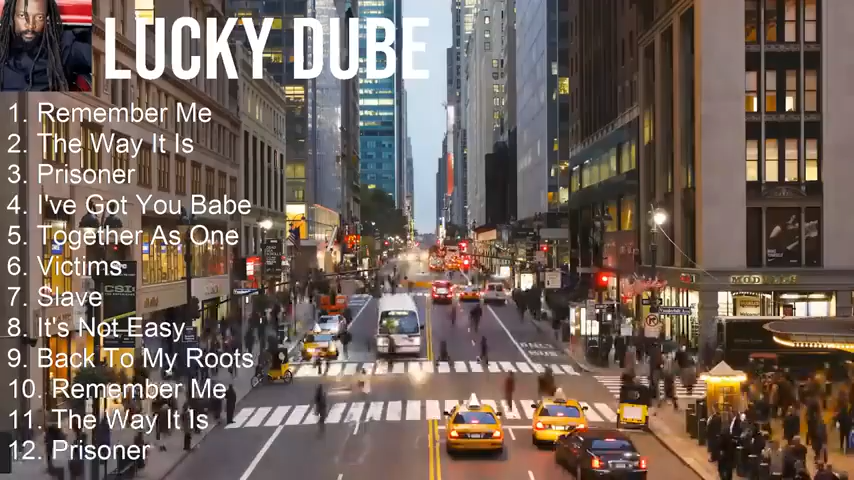 LUCKY DUBE
1. Remember Me
2. The Way It Is
3. Prisoner
4. I've Got You Babe
5. Together As One
6. Victims
7. Slave
8. It's Not Easy
9. Back To My Roots
10. Remember Me
11. The Way It Is
12. Prisoner
CSI: